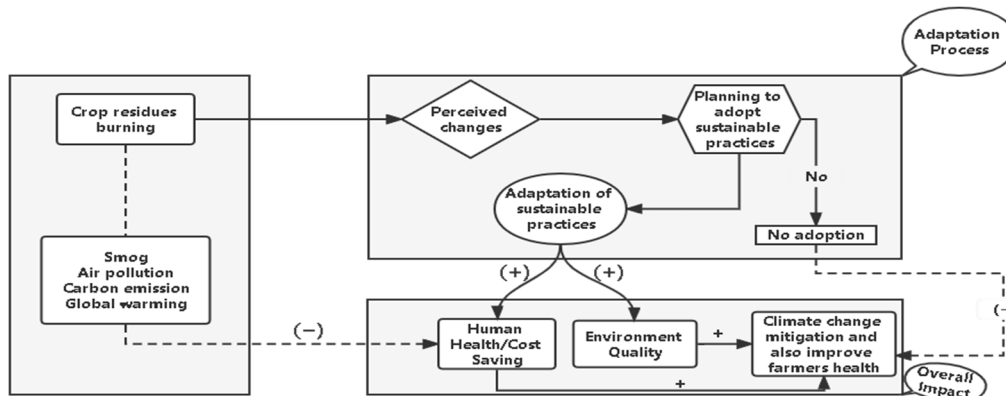 Adaptation
Process
Crop residues
burning
Perceived
changes
Planning to
adopt
sustainable
practices
No
Adaptation of
sustainable
practices
No adoption
Smog
Air pollution
Carbon emission
Global warming
(+)
(+)
(-)
(-
Human
Health/Cost
Saving
Environment
Quality
+
Climate change
mitigation and
also improve
farmers health
+
Overall
Impact